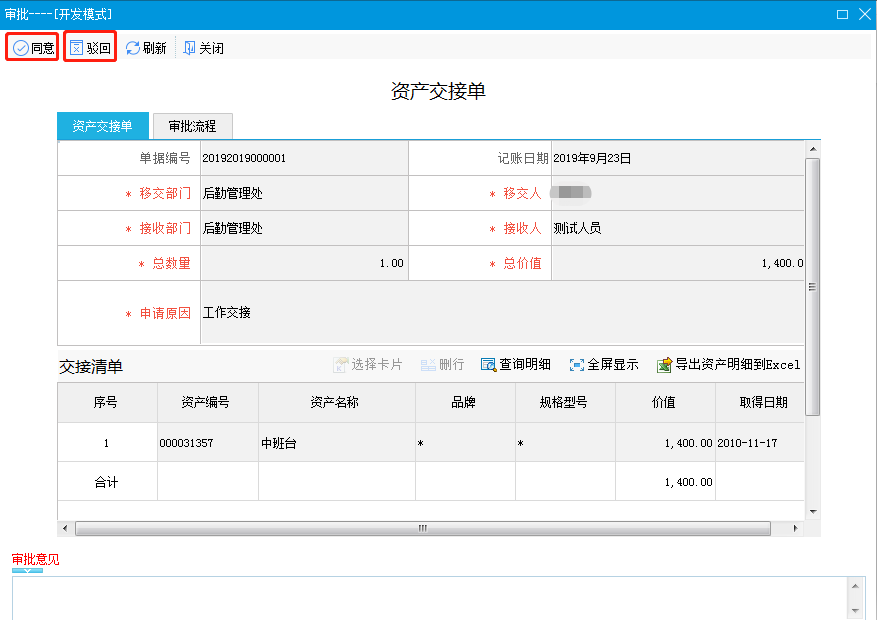 审批----[开发模式]
同意 驳回 刷新 关闭
资产交接单
资产交接单 审批流程
单据编号 20192019000001 记账日期 2019年9月23日
* 移交部门 后勤管理处 * 移交人
* 接收部门 后勤管理处 * 接收人 测试人员
* 总数量 1.00 * 总价值 1,400.0
* 申请原因 工作交接
交接清单 选择卡片 删行 查询明细 全屏显示 导出资产明细到Excel
序号 资产编号 资产名称 品牌 规格型号 价值 取得日期
1 000031357 中班台 * * 1,400.00 2010-11-17
合计 1,400.00
审批意见